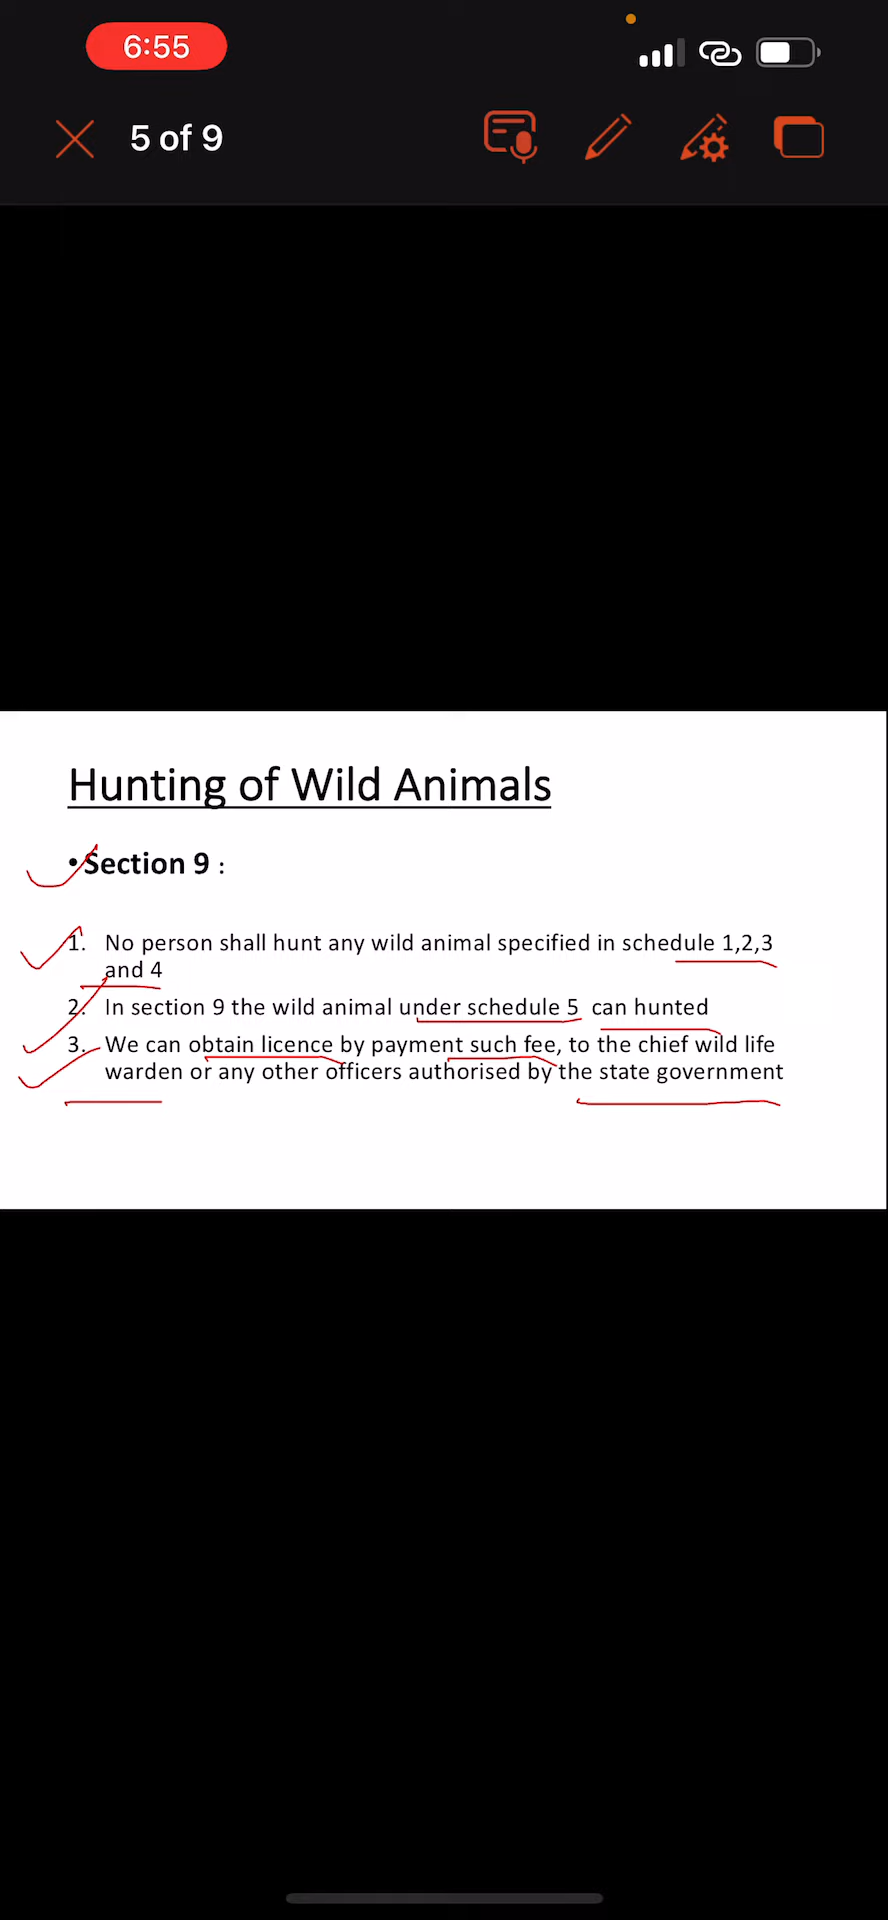 6:55
5 of 9
Hunting of Wild Animals
• Section 9 :
1. No person shall hunt any wild animal specified in schedule 1,2,3
and 4
2. In section 9 the wild animal under schedule 5 can hunted
3. We can obtain licence by payment such fee, to the chief wild life
warden or any other officers authorised by the state government